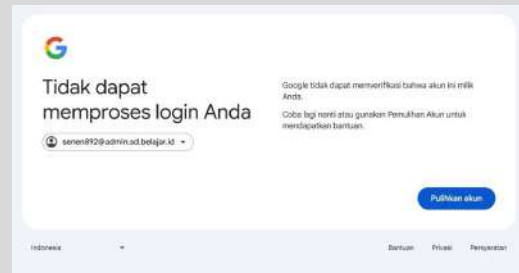 Tidak dapat
memproses login Anda
senen892@admin.sd.belajar.id
Google tidak dapat memverifikasi bahwa akun ini milik
Anda.
Coba lagi nanti atau gunakan Pemulihan Akun untuk
mendapatkan bantuan.
Pulihkan akun
Indonesia
Bantuan Privasi Persyaratan